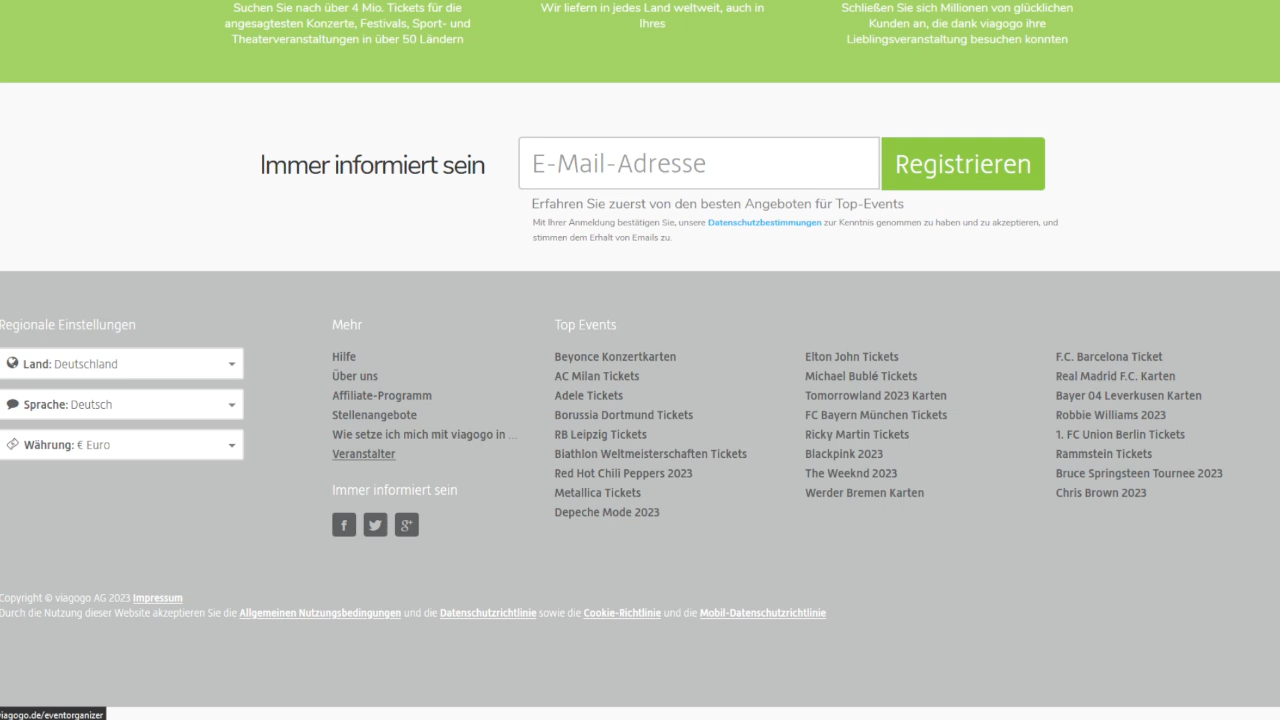 Suchen Sie nach über 4 Mio. Tickets für die
angesagtesten Konzerte, Festivals, Sport- und
Theaterveranstaltungen in über 50 Ländern
Wir liefern in jedes Land weltweit, auch in
Ihres
Schließen Sie sich Millionen von glücklichen
Kunden an, die dank viagogo ihre
Lieblingsveranstaltung besuchen konnten
Immer informiert sein
E-Mail-Adresse
Registrieren
Erfahren Sie zuerst von den besten Angeboten für Top-Events
Mit Ihrer Anmeldung bestätigen Sie, unsere Datenschutzbestimmungen zur Kenntnis genommen zu haben und zu akzeptieren, und
stimmen dem Erhalt von Emails zu.
Regionale Einstellungen
Land: Deutschland
Sprache: Deutsch
Währung: € Euro
Mehr
Hilfe
Über uns
Affiliate-Programm
Stellenangebote
Wie setze ich mich mit viagogo in ...
Veranstalter
Immer informiert sein
Top Events
Beyonce Konzertkarten
AC Milan Tickets
Adele Tickets
Borussia Dortmund Tickets
RB Leipzig Tickets
Biathlon Weltmeisterschaften Tickets
Red Hot Chili Peppers 2023
Metallica Tickets
Depeche Mode 2023
Elton John Tickets
Michael Bublé Tickets
Tomorrowland 2023 Karten
FC Bayern München Tickets
Ricky Martin Tickets
Blackpink 2023
The Weeknd 2023
Werder Bremen Karten
F.C. Barcelona Ticket
Real Madrid F.C. Karten
Bayer 04 Leverkusen Karten
Robbie Williams 2023
1. FC Union Berlin Tickets
Rammstein Tickets
Bruce Springsteen Tournee 2023
Chris Brown 2023
Copyright © viagogo AG 2023 Impressum
Durch die Nutzung dieser Website akzeptieren Sie die Allgemeinen Nutzungsbedingungen und die Datenschutzrichtlinie sowie die Cookie-Richtlinie und die Mobil-Datenschutzrichtlinie
viagogo.de/eventorganizer